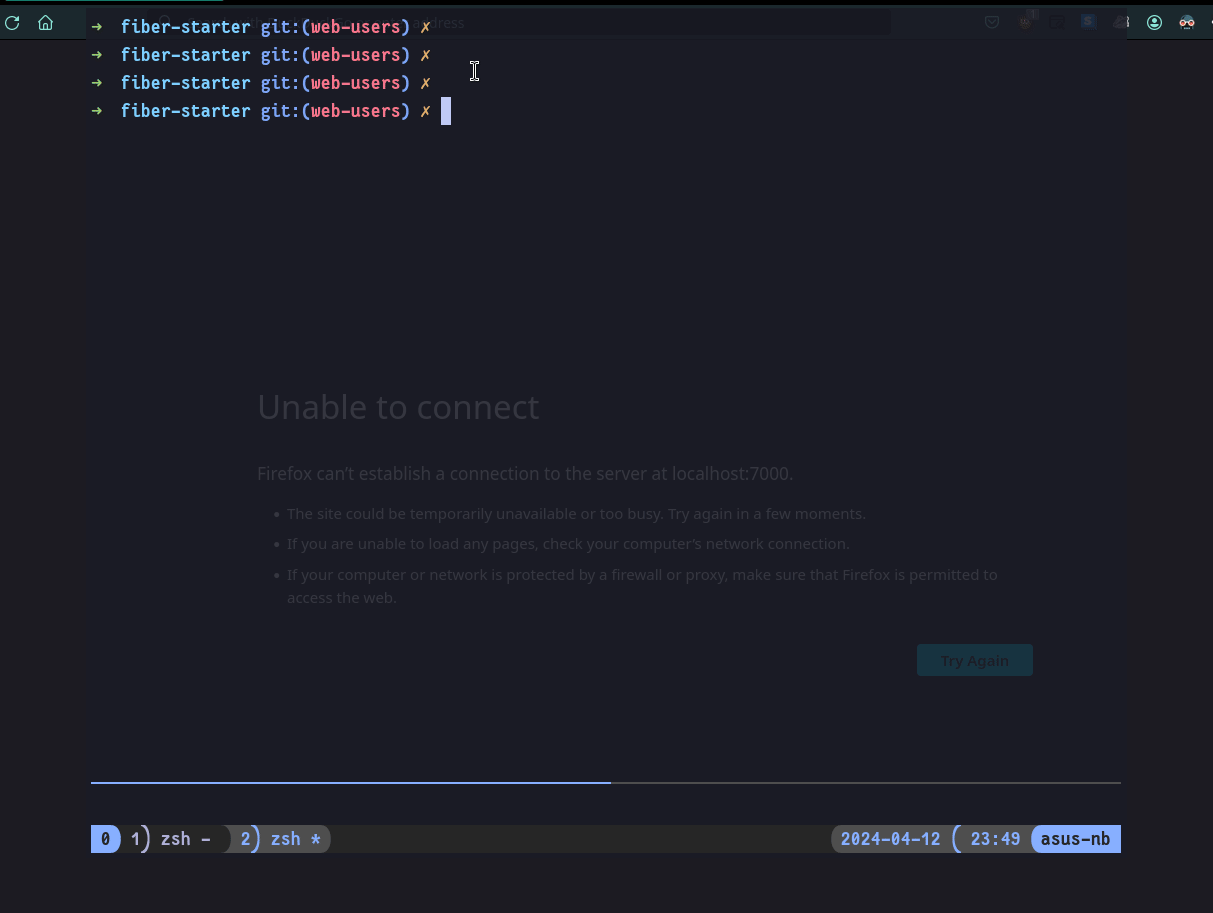 ➜ fiber-starter git:(web-users) ✗
➜ fiber-starter git:(web-users) ✗
➜ fiber-starter git:(web-users) ✗
➜ fiber-starter git:(web-users) ✗
Unable to connect
Firefox can’t establish a connection to the server at localhost:7000.
• The site could be temporarily unavailable or too busy. Try again in a few moments.
• If you are unable to load any pages, check your computer’s network connection.
• If your computer or network is protected by a firewall or proxy, make sure that Firefox is permitted to
access the web.
Try Again
0 1) zsh - 2) zsh * 2024-04-12 ( 23:49 asus-nb